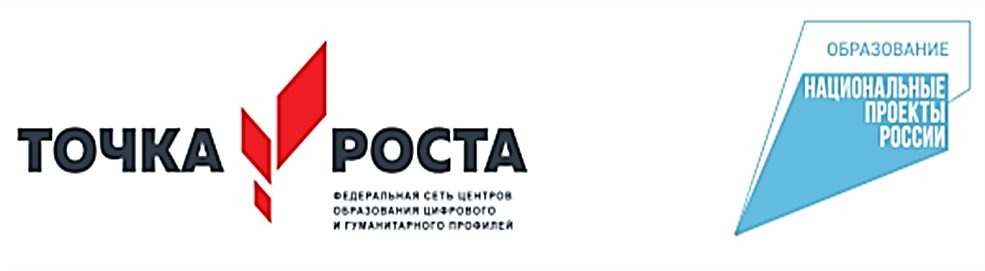 ТОЧКА РОСТА
ФЕДЕРАЛЬНАЯ СЕТЬ ЦЕНТРОВ
ОБРАЗОВАНИЯ ЦИФРОВОГО
И ГУМАНИТАРНОГО ПРОФИЛЕЙ
ОБРАЗОВАНИЕ
НАЦИОНАЛЬНЫЕ
ПРОЕКТЫ
РОССИИ